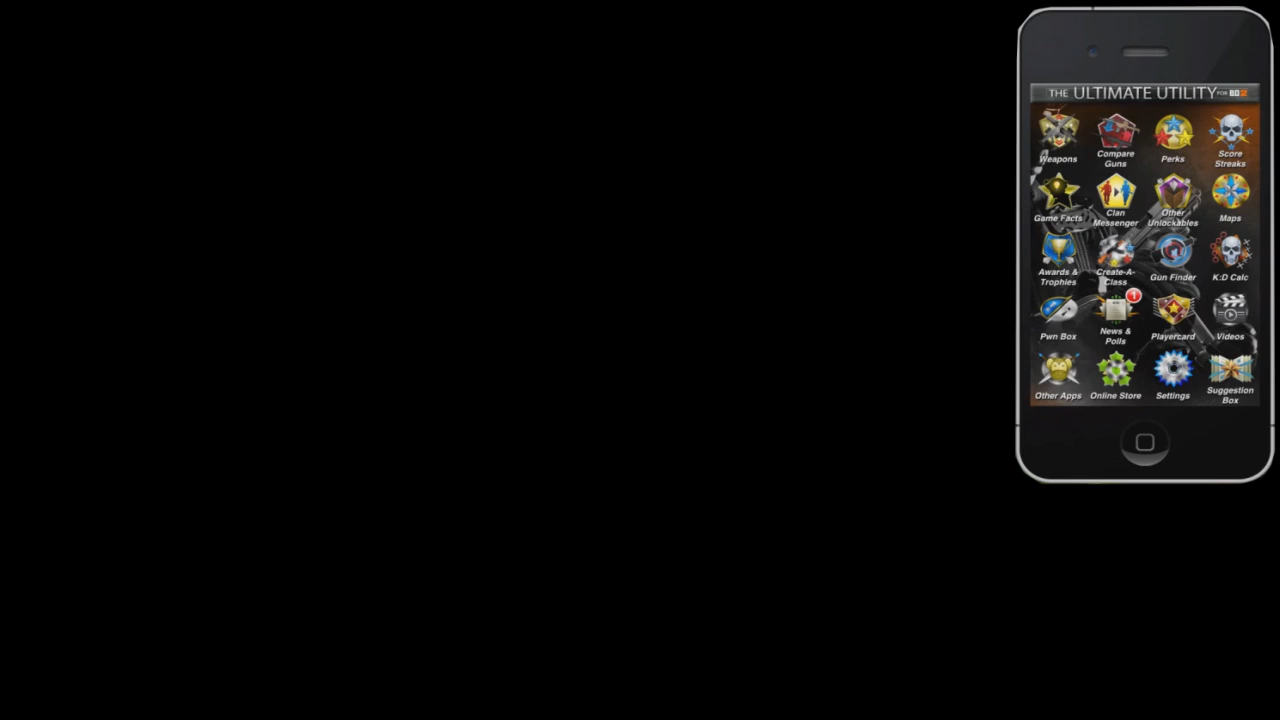 THE ULTIMATE UTILITY FOR BO2
Weapons
Compare
Guns
Perks
Score
Streaks
Game Facts
Clan
Messenger
Other
Unlockables
Maps
Awards &
Trophies
Create-A-
Class
Gun Finder
K:D Calc
1
Pwn Box
News &
Polls
Playercard
Videos
Other Apps
Online Store
Settings
Suggestion
Box